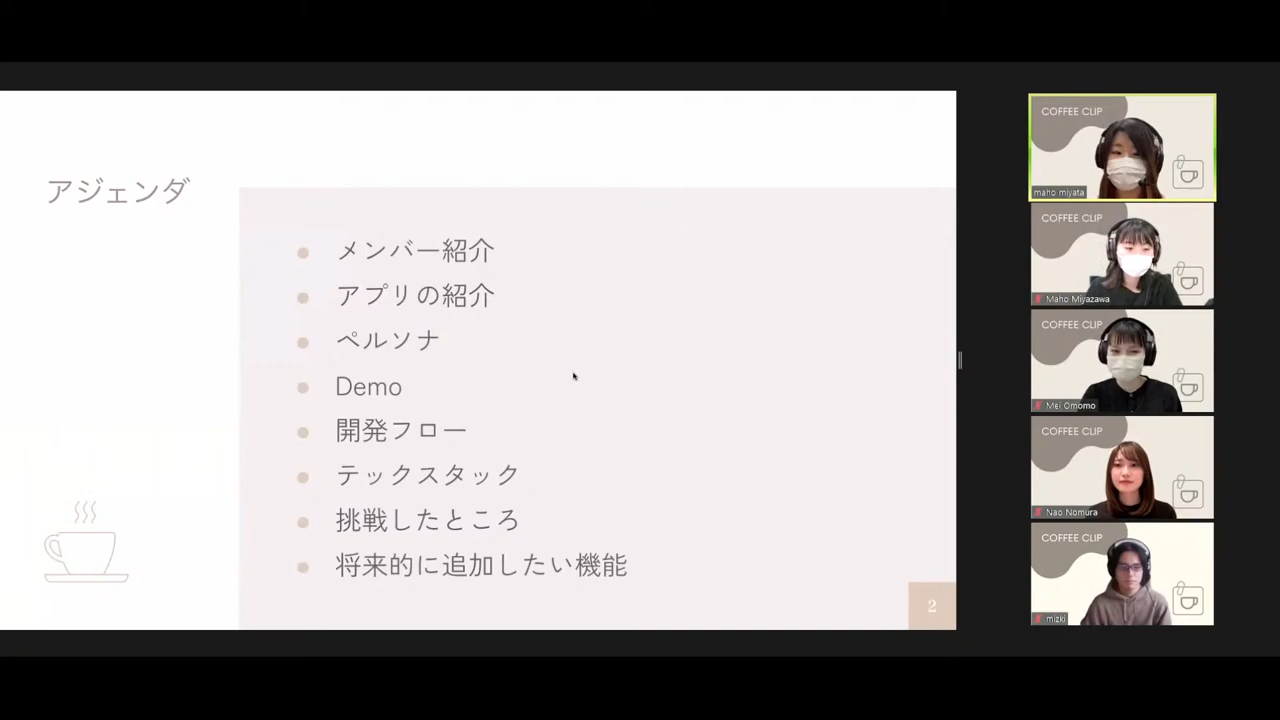 アジェンダ
メンバー紹介
アプリの紹介
ペルソナ
Demo
開発フロー
テックスタック
挑戦したところ
将来的に追加したい機能
2
COFFEE CLIP
maho miyata
COFFEE CLIP
Maho Miyazawa
COFFEE CLIP
Mei Omomo
COFFEE CLIP
Nao Nomura
COFFEE CLIP
mizki